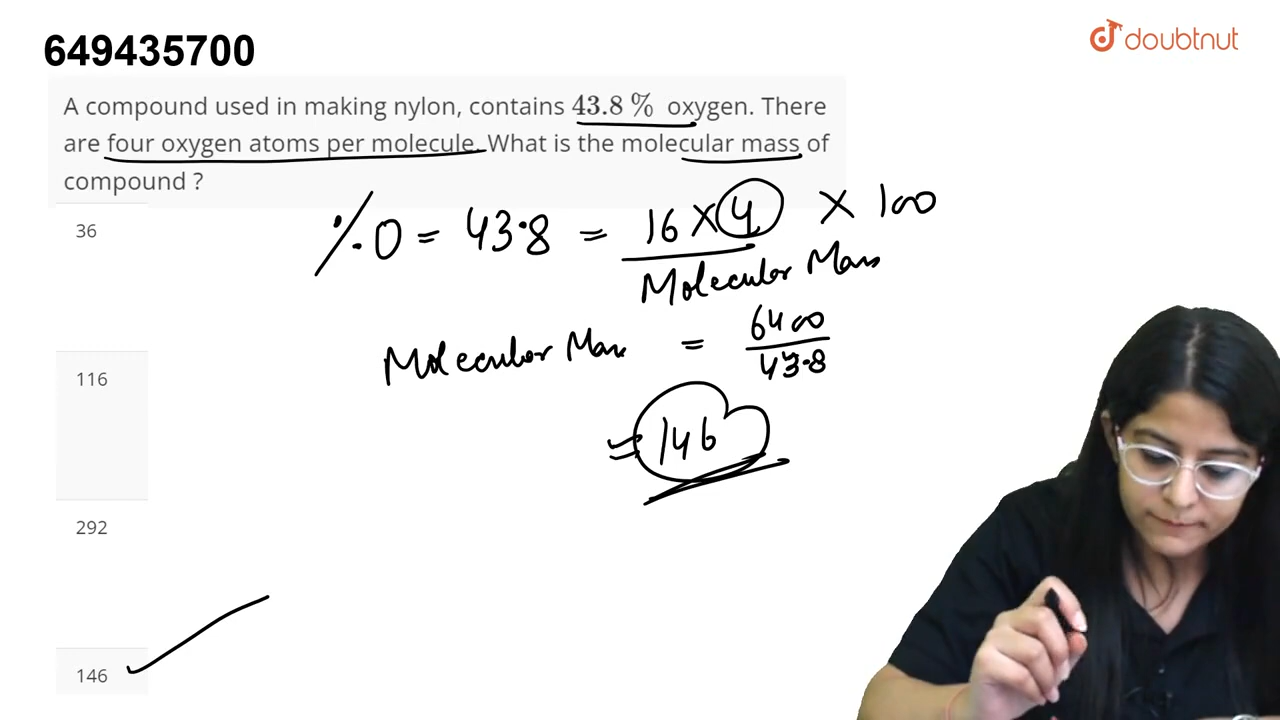 649435700
doubtnut
A compound used in making nylon, contains 43.8 % oxygen. There
are four oxygen atoms per molecule. What is the molecular mass of
compound ?
36
% O = 43.8 = 16 X 4 X 100
Molecular Mass
Molecular Mass = 6400
43.8
116
= 146
292
146